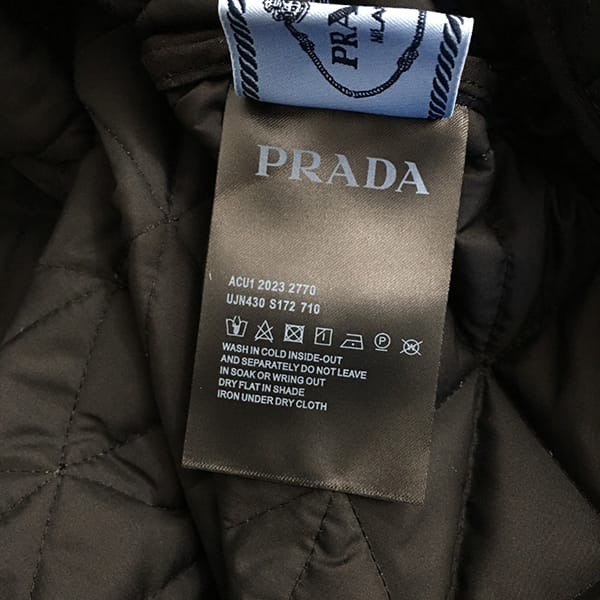 PRADA
MILA
PRADA
ACU1 2023 2770
UJN430 S172 710
P
WASH IN COLD INSIDE-OUT
AND SEPARATELY DO NOT LEAVE
IN SOAK OR WRING OUT
DRY FLAT IN SHADE
IRON UNDER DRY CLOTH